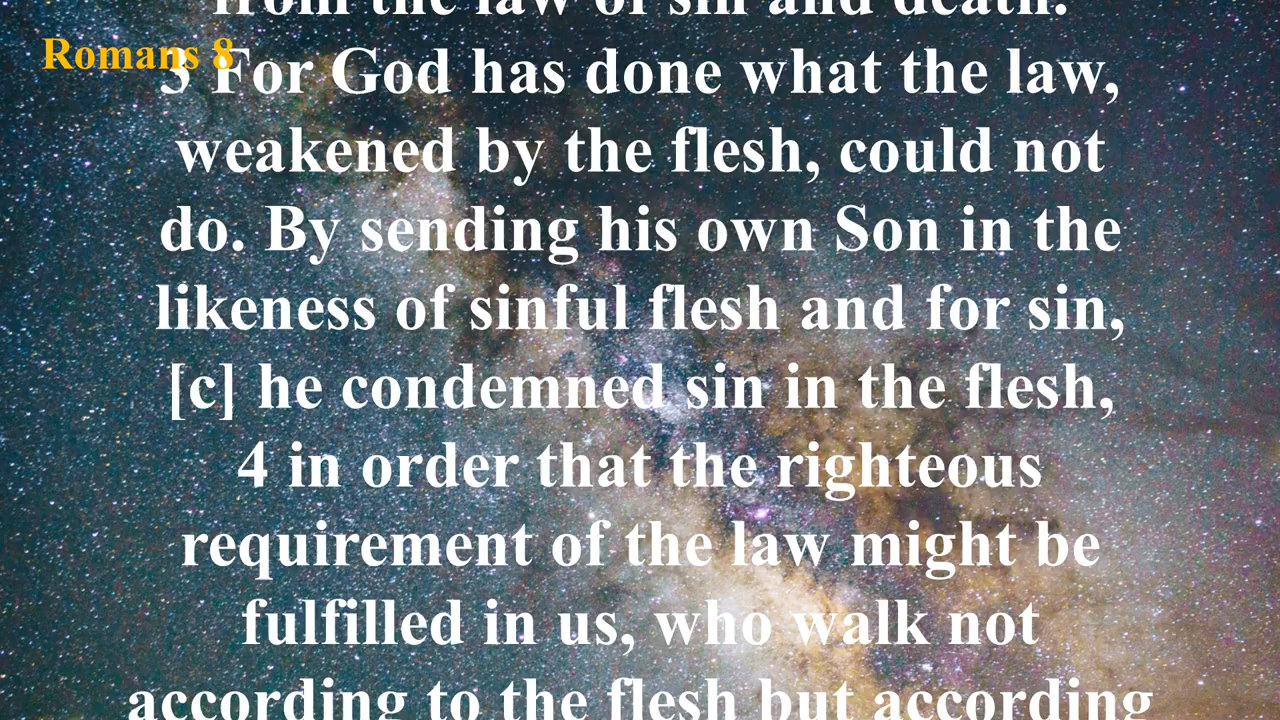 from the law of sin and death.
Romans 8
3 For God has done what the law,
weakened by the flesh, could not
do. By sending his own Son in the
likeness of sinful flesh and for sin,
[c] he condemned sin in the flesh,
4 in order that the righteous
requirement of the law might be
fulfilled in us, who walk not
according to the flesh but according